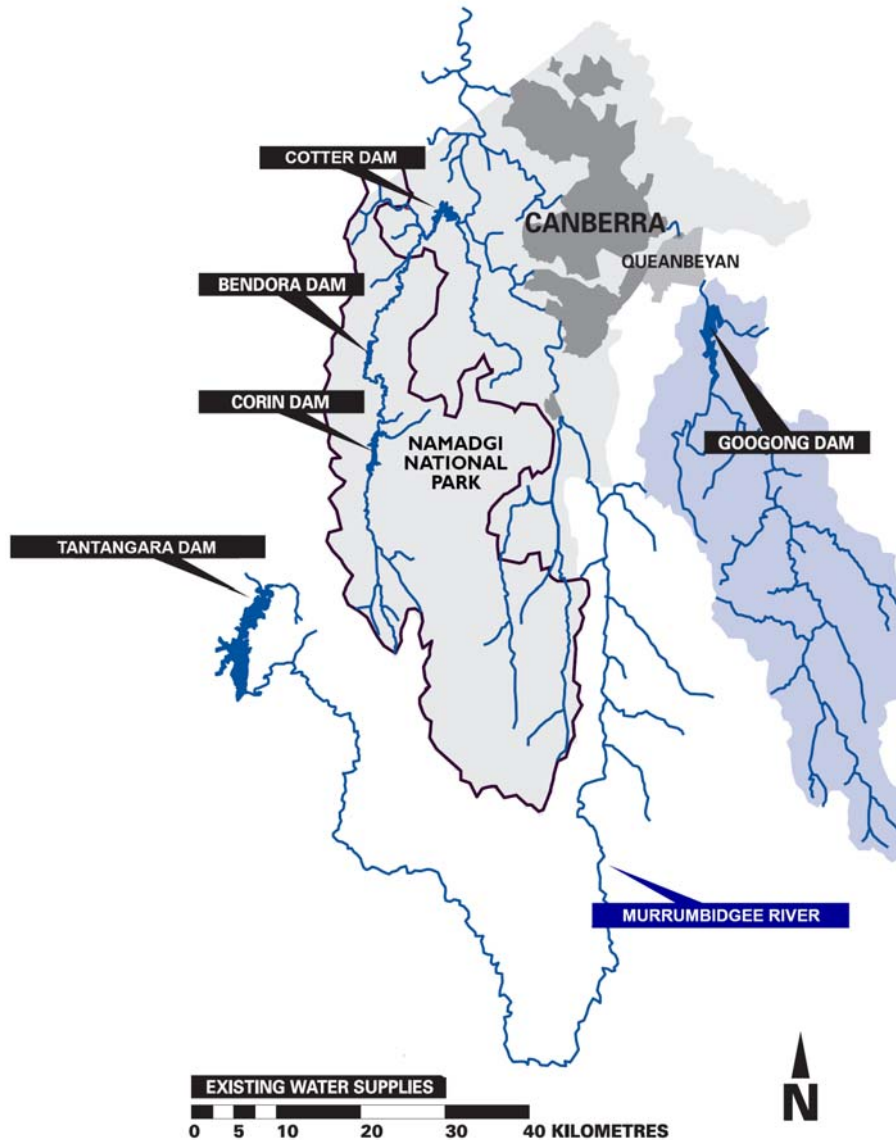 COTTER DAM
CANBERRA
QUEANBEYAN
BENDORA DAM
CORIN DAM
GOOGONG DAM
NAMADGI
NATIONAL
PARK
TANTANGARA DAM
MURRUMBIDGEE RIVER
EXISTING WATER SUPPLIES
0 5 10 20 30 40 KILOMETRES
N